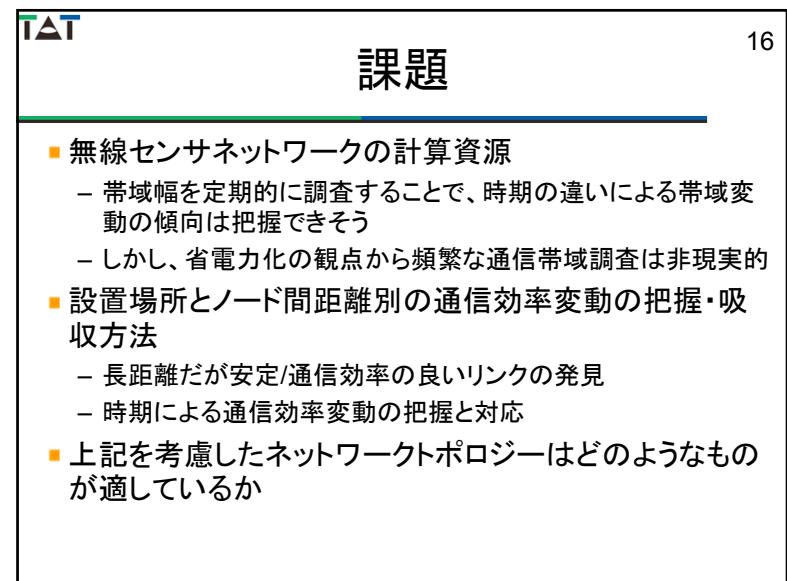 TAT
16
課題
無線センサネットワークの計算資源
– 帯域幅を定期的に調査することで、時期の違いによる帯域変
動の傾向は把握できそう
– しかし、省電力化の観点から頻繁な通信帯域調査は非現実的
設置場所とノード間距離別の通信効率変動の把握・吸
収方法
– 長距離だが安定/通信効率の良いリンクの発見
– 時期による通信効率変動の把握と対応
上記を考慮したネットワークトポロジーはどのようなもの
が適しているか